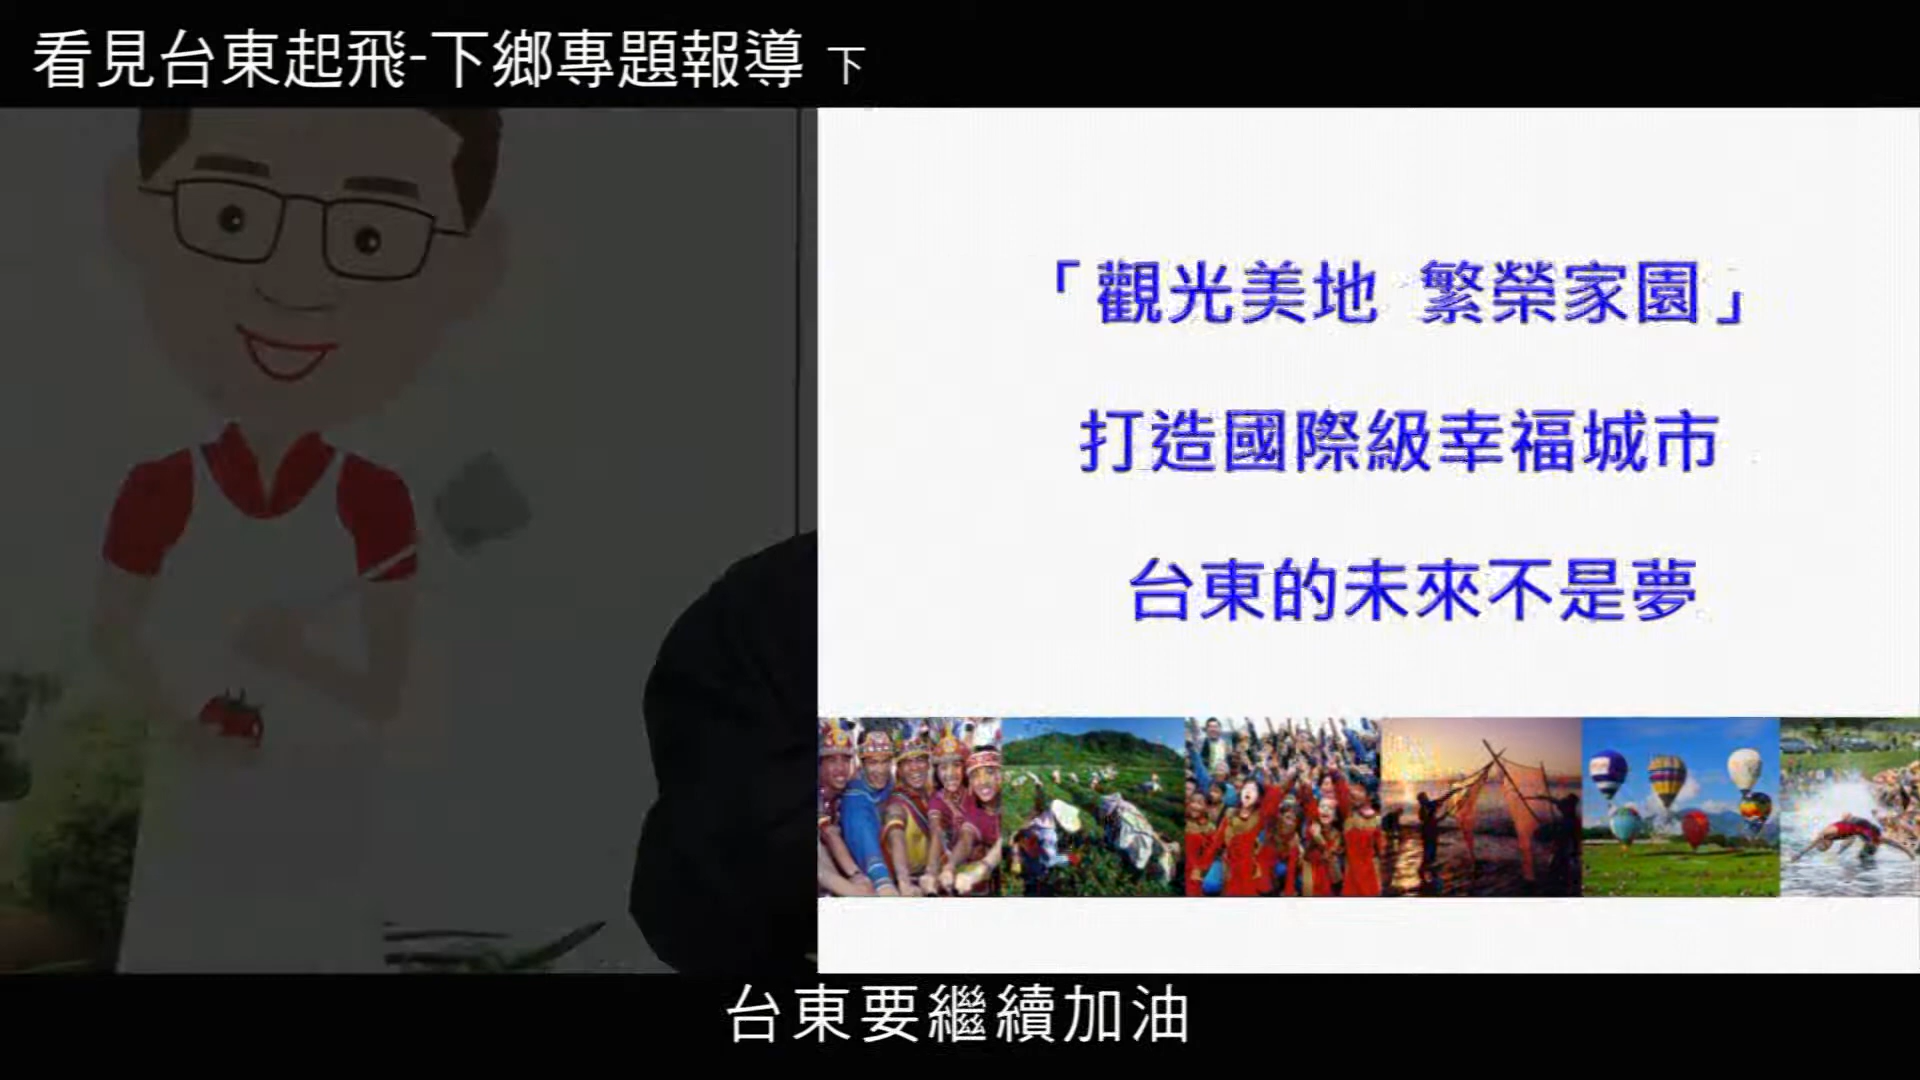 看見台東起飛-下鄉專題報導 下
「觀光美地 繁榮家園」
打造國際級幸福城市
台東的未來不是夢
台東要繼續加油